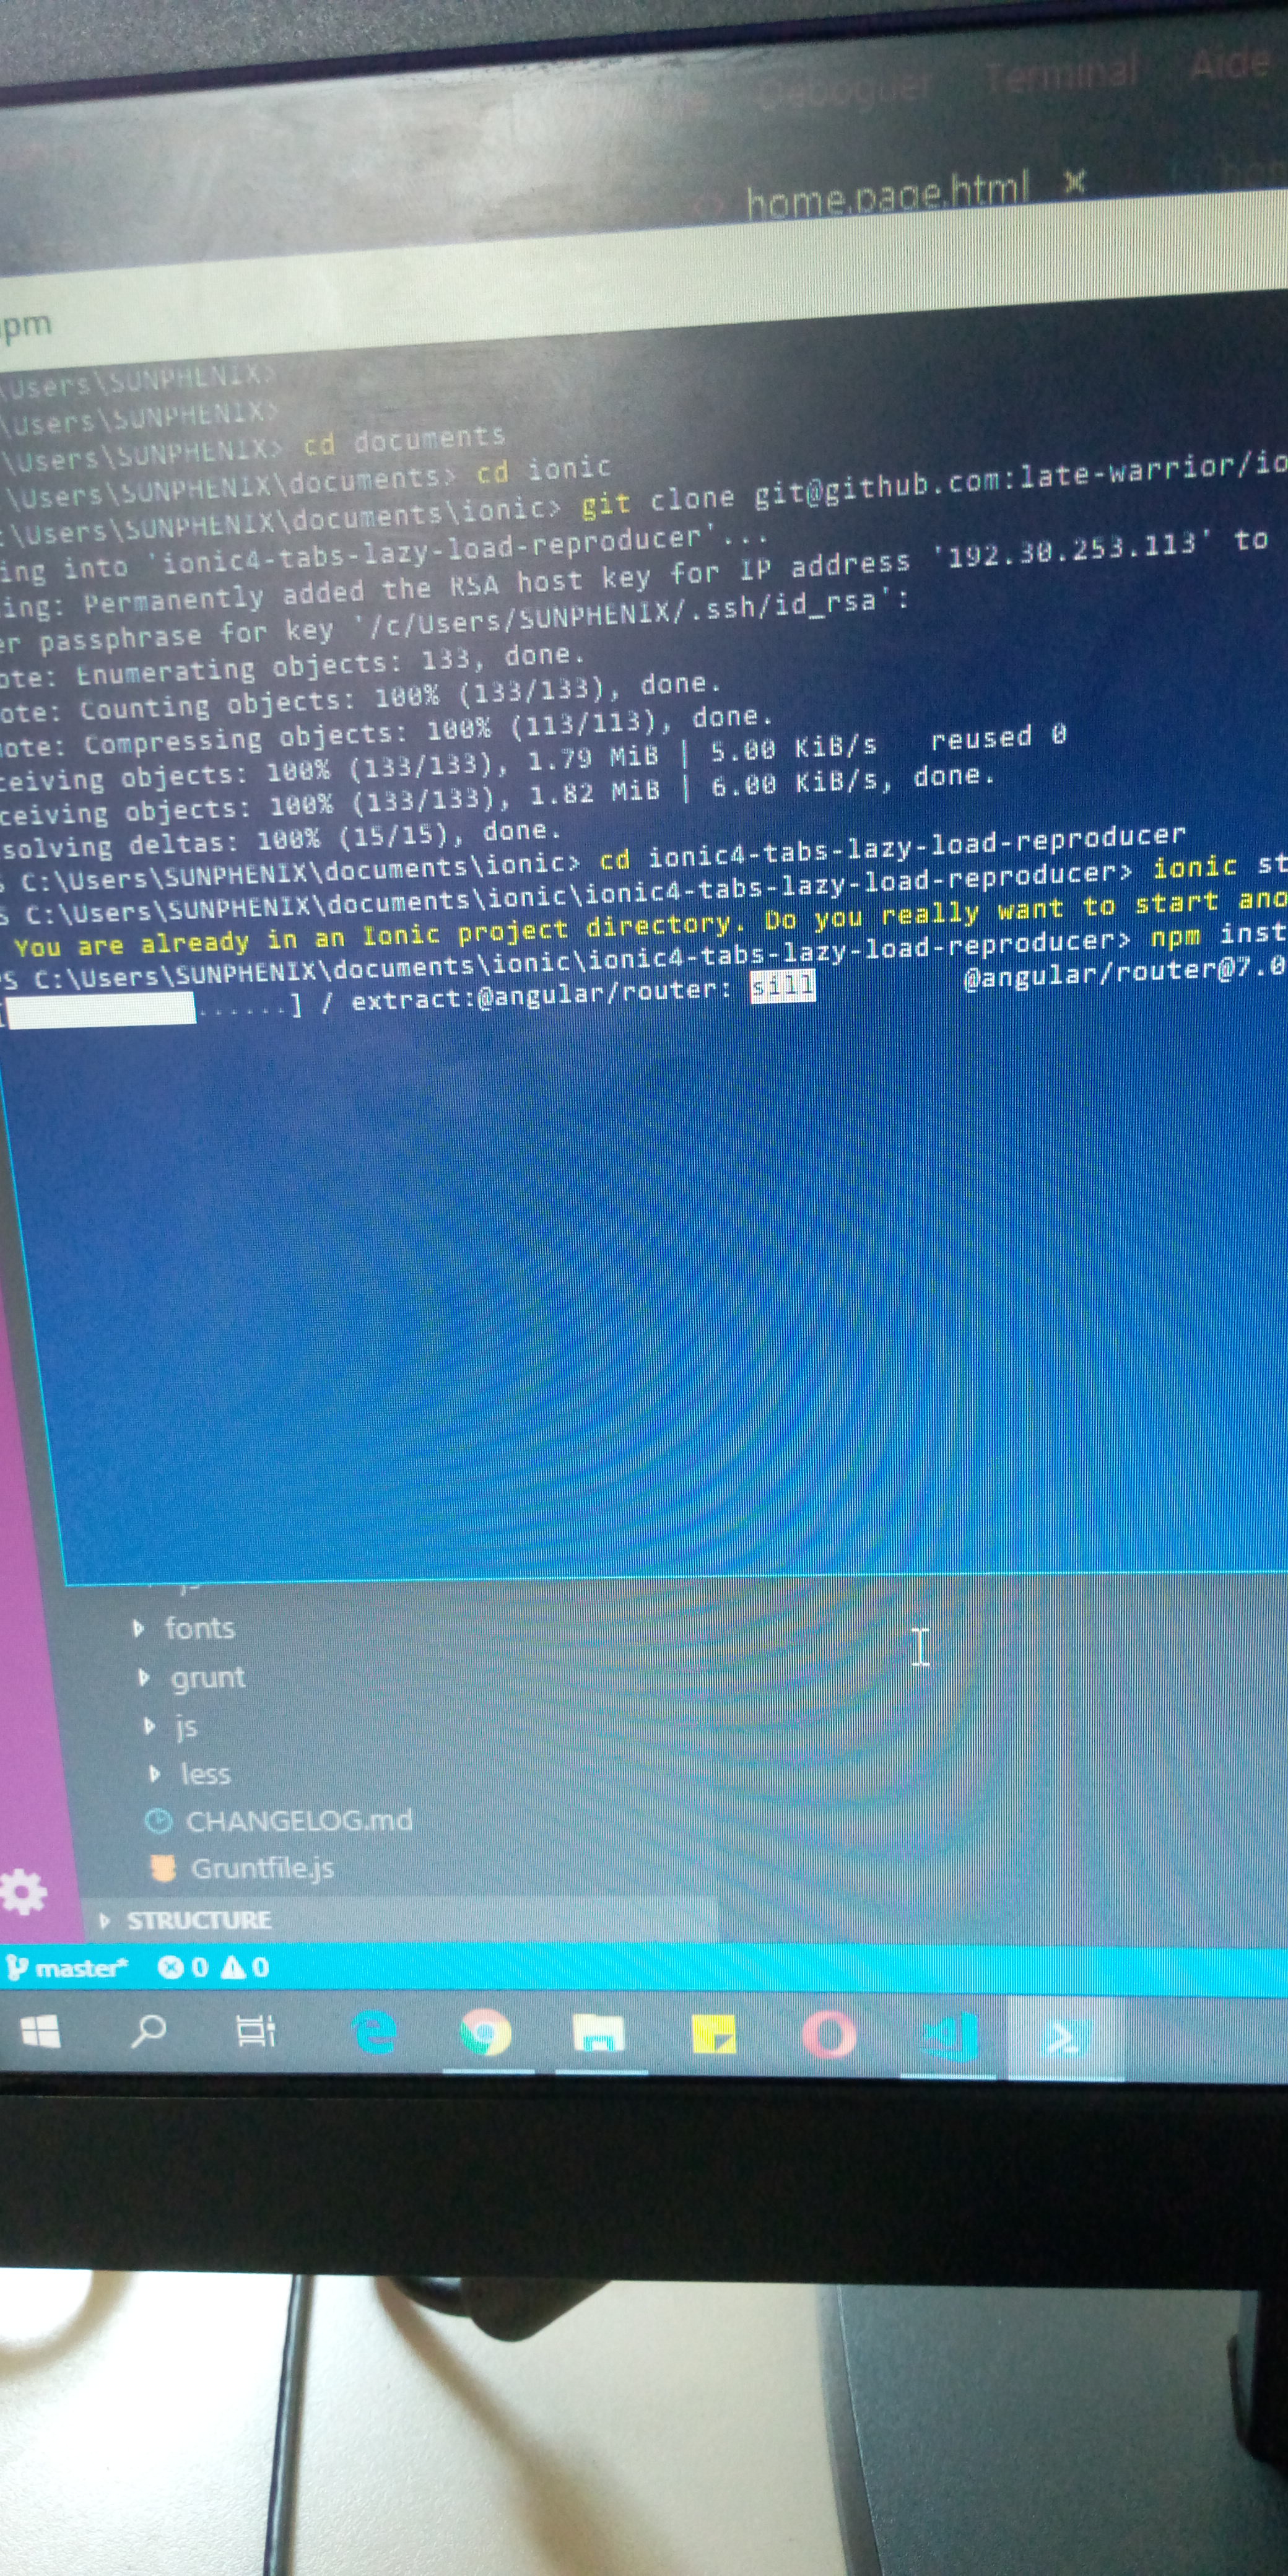 Deboguer Terminal Aide
home.page.html
pm
\Users\SUNPHENIX>
\Users\SUNPHENIX>
\Users\SUNPHENIX> cd documents
\Users\SUNPHENIX\documents> cd ionic
:\Users\SUNPHENIX\documents\ionic> git clone git@github.com:late-warrior/io
ing into 'ionic4-tabs-lazy-load-reproducer'...
ing: Permanently added the RSA host key for IP address '192.30.253.113' to
er passphrase for key '/c/Users/SUNPHENIX/.ssh/id_rsa':
ote: Enumerating objects: 133, done.
ote: Counting objects: 100% (133/133), done.
ote: Compressing objects: 100% (113/113), done.
ceiving objects: 100% (133/133), 1.79 MiB | 5.00 KiB/s reused 0
ceiving objects: 100% (133/133), 1.82 MiB | 6.00 KiB/s, done.
solving deltas: 100% (15/15), done.
S C:\Users\SUNPHENIX\documents\ionic> cd ionic4-tabs-lazy-load-reproducer
S C:\Users\SUNPHENIX\documents\ionic\ionic4-tabs-lazy-load-reproducer> ionic st
You are already in an Ionic project directory. Do you really want to start ano
PS C:\Users\SUNPHENIX\documents\ionic\ionic4-tabs-lazy-load-reproducer> npm inst
[ ......] / extract:@angular/router: sill @angular/router@7.0
fonts
grunt
js
less
CHANGELOG.md
Gruntfile.js
STRUCTURE
master* 0 0